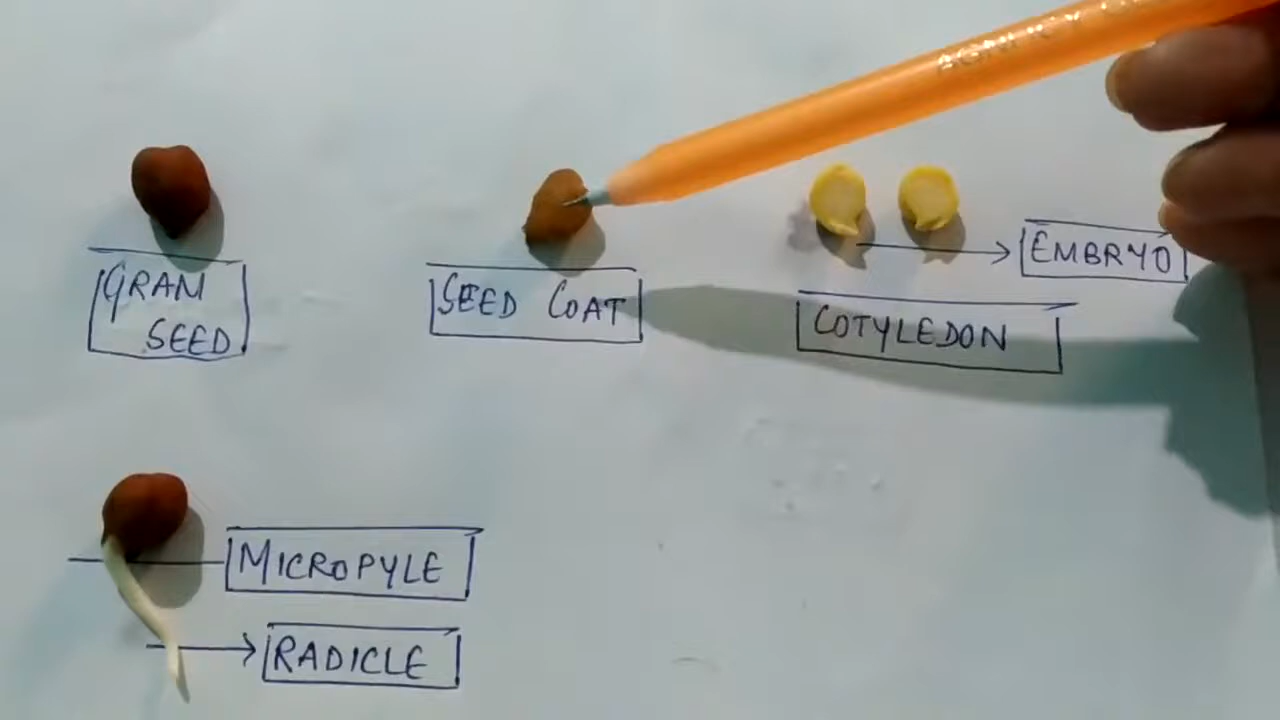 GRAM
SEED
SEED COAT
EMBRYO
COTYLEDON
MICROPYLE
RADICLE